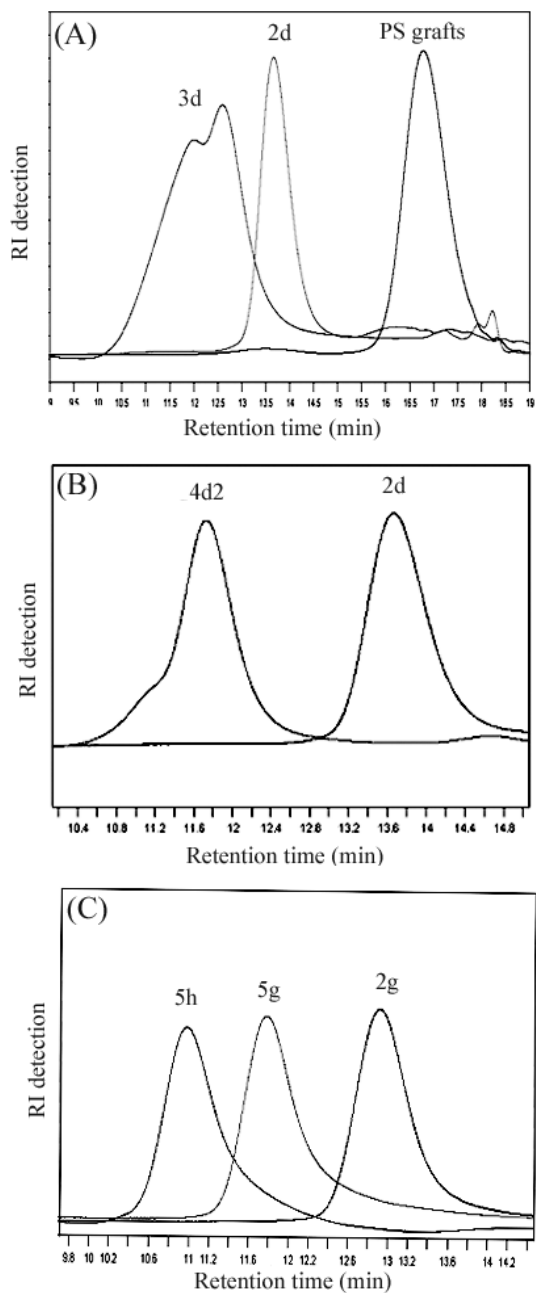 (A)
3d
2d
PS grafts
RI detection
9 9.5 10 10.5 11 11.5 12 12.5 13 13.5 14 14.5 15 15.5 16 16.5 17 17.5 18 18.5 19
Retention time (min)
(B)
4d2
2d
RI detection
10.4 10.8 11.2 11.6 12 12.4 12.8 13.2 13.6 14 14.4 14.8
Retention time (min)
(C)
5h
5g
2g
RI detection
9.8 10 10.2 10.6 11 11.2 11.6 12 12.2 12.6 13 13.2 13.6 14 14.2
Retention time (min)